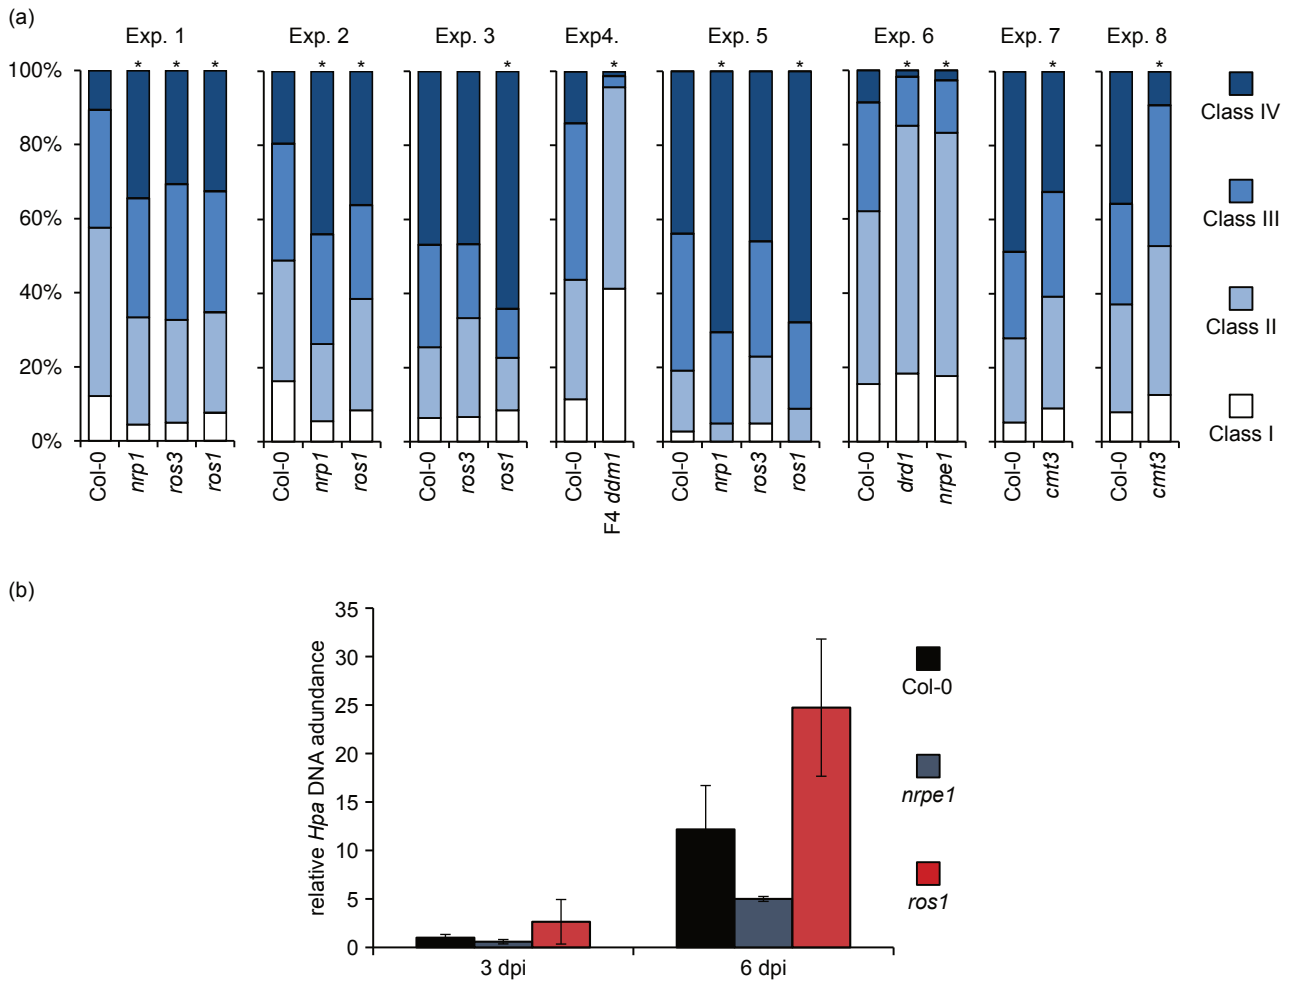 (a)
Exp. 1 Exp. 2 Exp. 3 Exp4. Exp. 5 Exp. 6 Exp. 7 Exp. 8
* * * * * * * * * * * * *
100%
80%
60%
40%
20%
0%
Class IV
Class III
Class II
Class I
Col-0 nrp1 ros3 ros1 Col-0 nrp1 ros1 Col-0 ros3 ros1 Col-0 F4 ddm1 Col-0 nrp1 ros3 ros1 Col-0 drd1 nrpe1 Col-0 cmt3 Col-0 cmt3
(b)
relative Hpa DNA adundance
35
30
25
20
15
10
5
0
3 dpi 6 dpi
Col-0
nrpe1
ros1